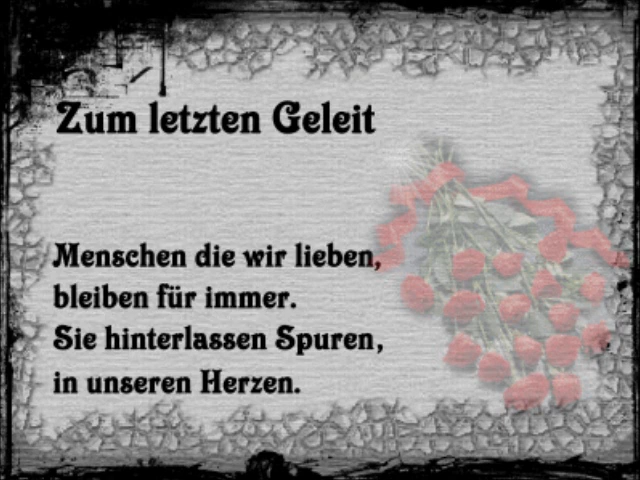 Zum letzten Geleit
Menschen die wir lieben,
bleiben für immer.
Sie hinterlassen Spuren,
in unseren Herzen.